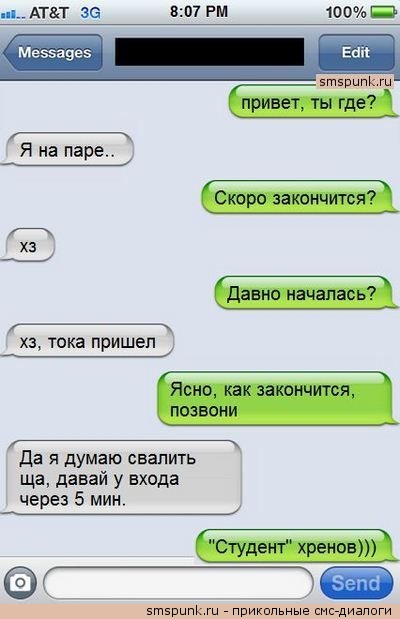 AT&T 3G 8:07 PM 100%
Messages Edit
smspunk.ru
привет, ты где?
Я на паре..
Скоро закончится?
хз
Давно началась?
хз, тока пришел
Ясно, как закончится,
позвони
Да я думаю свалить
ща, давай у входа
через 5 мин.
"Студент" хренов)))
Send
smspunk.ru - прикольные смс-диалоги